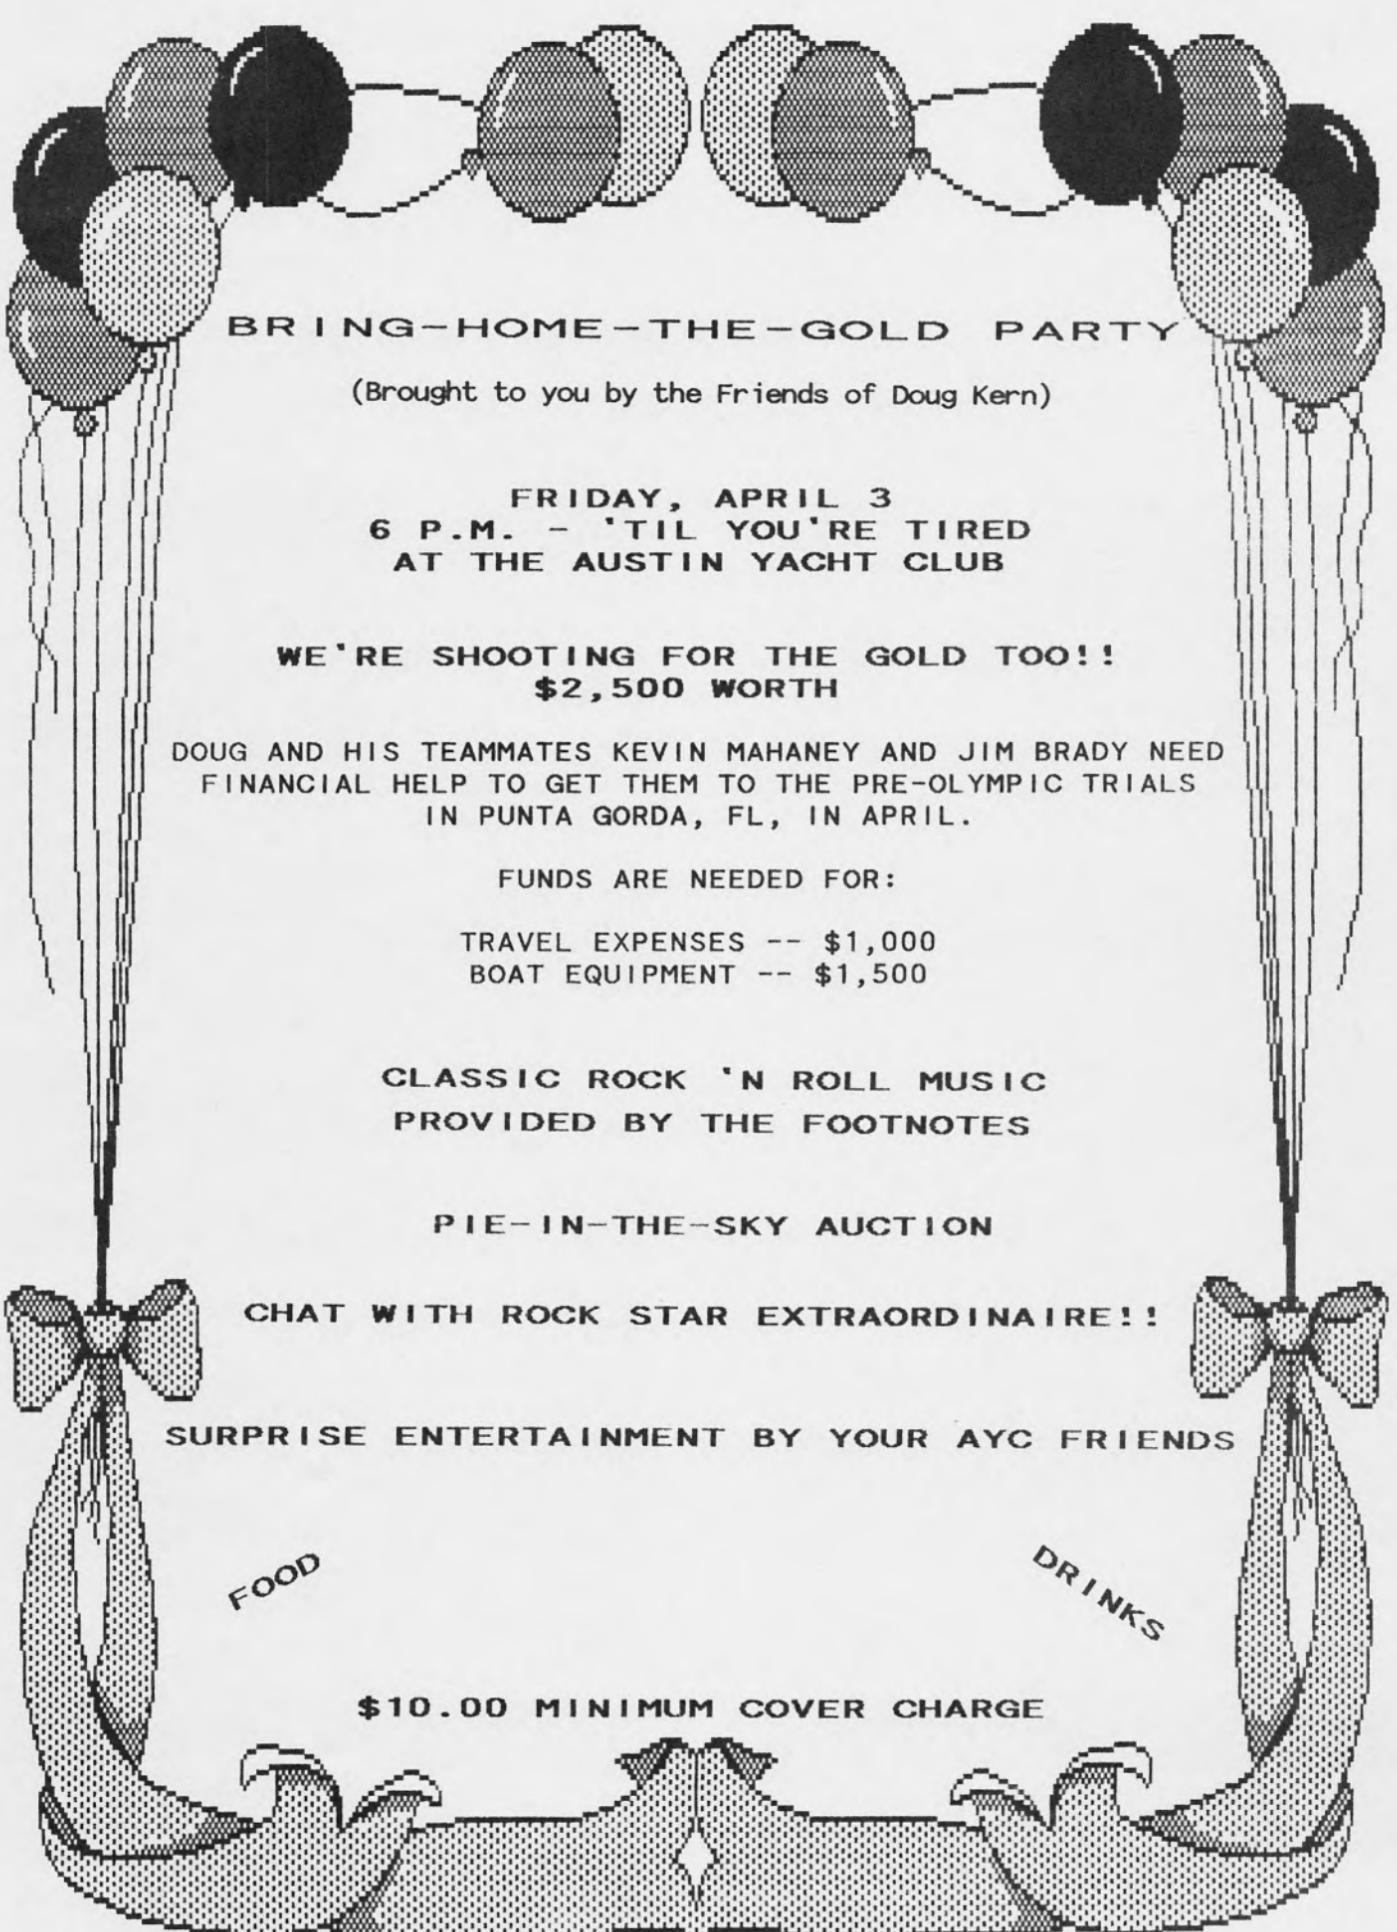 BRING-HOME-THE-GOLD PARTY
(Brought to you by the Friends of Doug Kern)
FRIDAY, APRIL 3
6 P.M. - 'TIL YOU'RE TIRED
AT THE AUSTIN YACHT CLUB
WE'RE SHOOTING FOR THE GOLD TOO!!
$2,500 WORTH
DOUG AND HIS TEAMMATES KEVIN MAHANEY AND JIM BRADY NEED
FINANCIAL HELP TO GET THEM TO THE PRE-OLYMPIC TRIALS
IN PUNTA GORDA, FL, IN APRIL.
FUNDS ARE NEEDED FOR:
TRAVEL EXPENSES -- $1,000
BOAT EQUIPMENT -- $1,500
CLASSIC ROCK 'N ROLL MUSIC
PROVIDED BY THE FOOTNOTES
PIE-IN-THE-SKY AUCTION
CHAT WITH ROCK STAR EXTRAORDINAIRE!!
SURPRISE ENTERTAINMENT BY YOUR AYC FRIENDS
FOOD
DRINKS
$10.00 MINIMUM COVER CHARGE